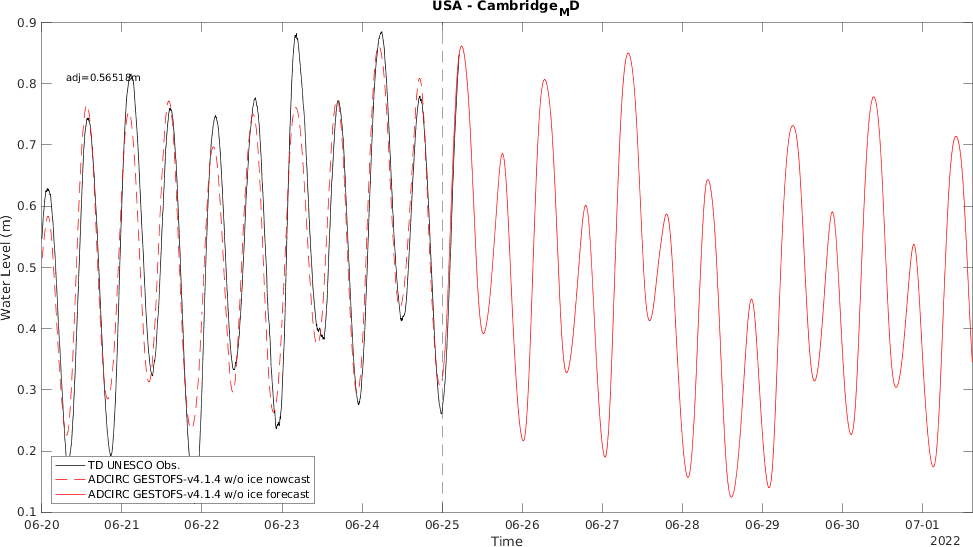 USA - Cambridge_MD
0.9
0.8
0.7
0.6
0.5
0.4
0.3
0.2
0.1
Water Level (m)
adj=0.56518m
TD UNESCO Obs.
ADCIRC GESTOFS-v4.1.4 w/o ice nowcast
ADCIRC GESTOFS-v4.1.4 w/o ice forecast
06-20 06-21 06-22 06-23 06-24 06-25 06-26 06-27 06-28 06-29 06-30 07-01
Time
2022